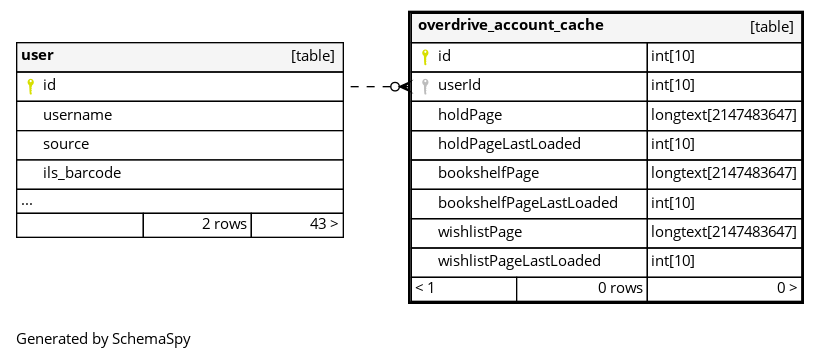 user [table]
id
username
source
ils_barcode
...
2 rows 43 >
overdrive_account_cache [table]
id int[10]
userId int[10]
holdPage longtext[2147483647]
holdPageLastLoaded int[10]
bookshelfPage longtext[2147483647]
bookshelfPageLastLoaded int[10]
wishlistPage longtext[2147483647]
wishlistPageLastLoaded int[10]
< 1 0 rows 0 >
Generated by SchemaSpy